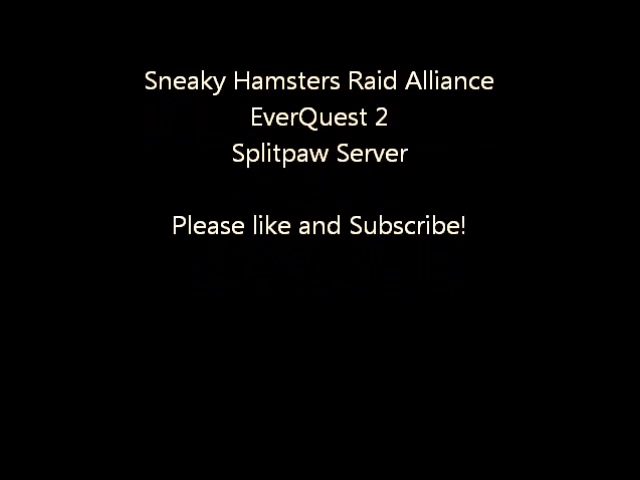 Sneaky Hamsters Raid Alliance
EverQuest 2
Splitpaw Server
Please like and Subscribe!